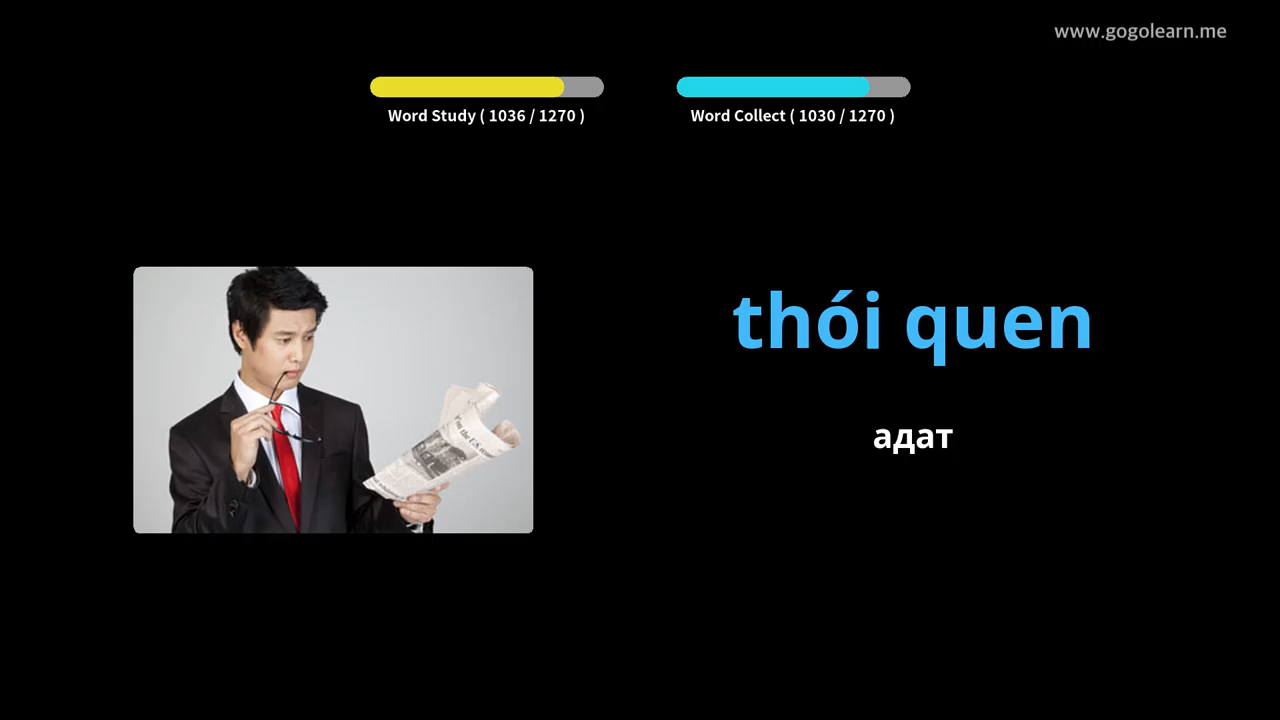 www.gogolearn.me
Word Study ( 1036 / 1270 )
Word Collect ( 1030 / 1270 )
thói quen
адат